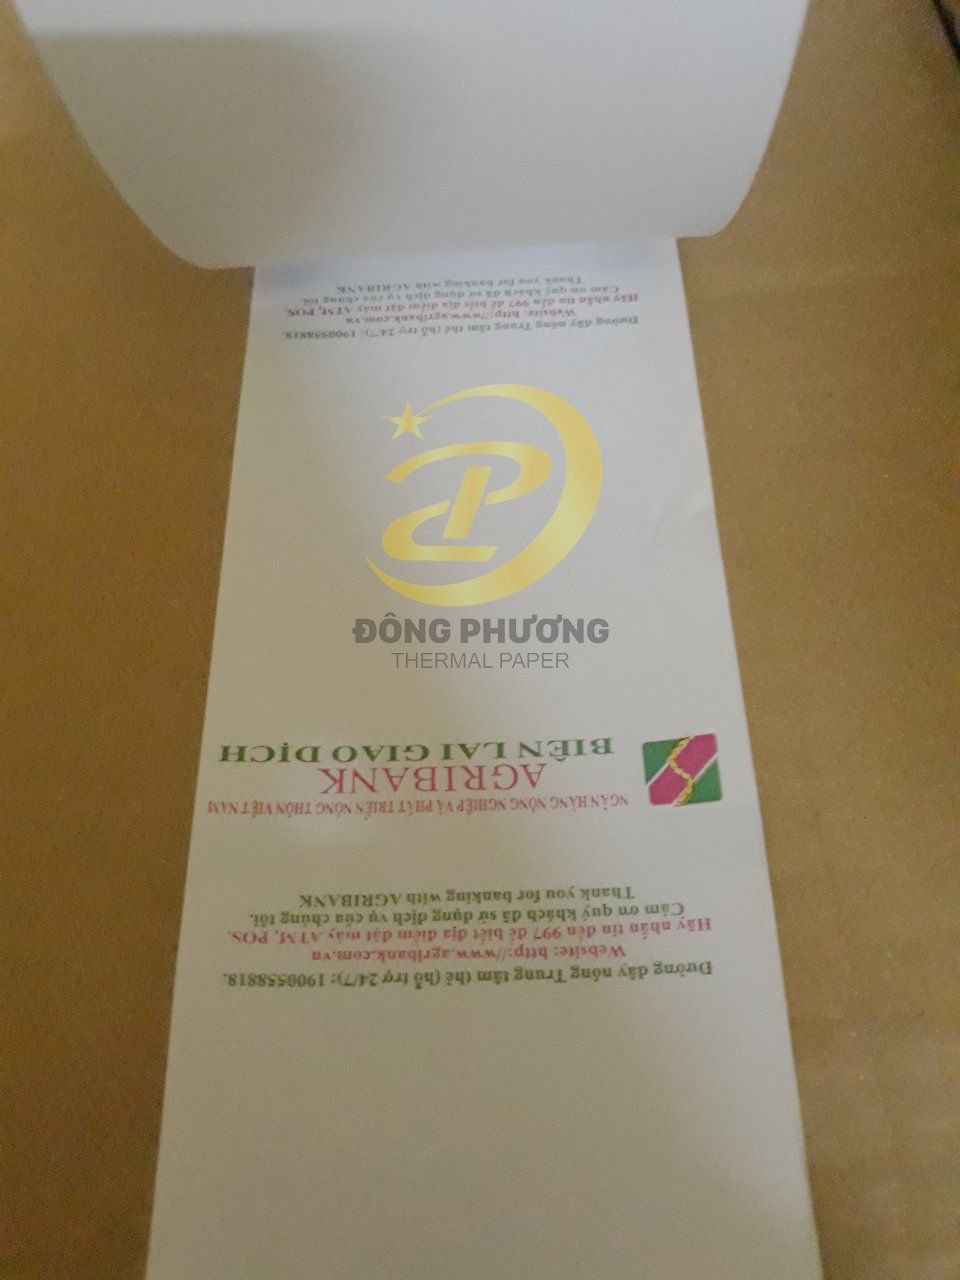 Đường dây nóng Trung tâm thẻ (hỗ trợ 24/7): 1900558818.
Website: http://www.agribank.com.vn
Hãy nhắn tin đến 997 để biết địa điểm đặt máy ATM, POS.
Cảm ơn quý khách đã sử dụng dịch vụ của chúng tôi.
Thank you for banking with AGRIBANK
NGÂN HÀNG NÔNG NGHIỆP VÀ PHÁT TRIỂN NÔNG THÔN VIỆT NAM
AGRIBANK
BIÊN LAI GIAO DỊCH
ĐÔNG PHƯƠNG
THERMAL PAPER
Đường dây nóng Trung tâm thẻ (hỗ trợ 24/7): 1900558818.
Website: http://www.agribank.com.vn
Hãy nhắn tin đến 997 để biết địa điểm đặt máy ATM, POS.
Cảm ơn quý khách đã sử dụng dịch vụ của chúng tôi.
Thank you for banking with AGRIBANK